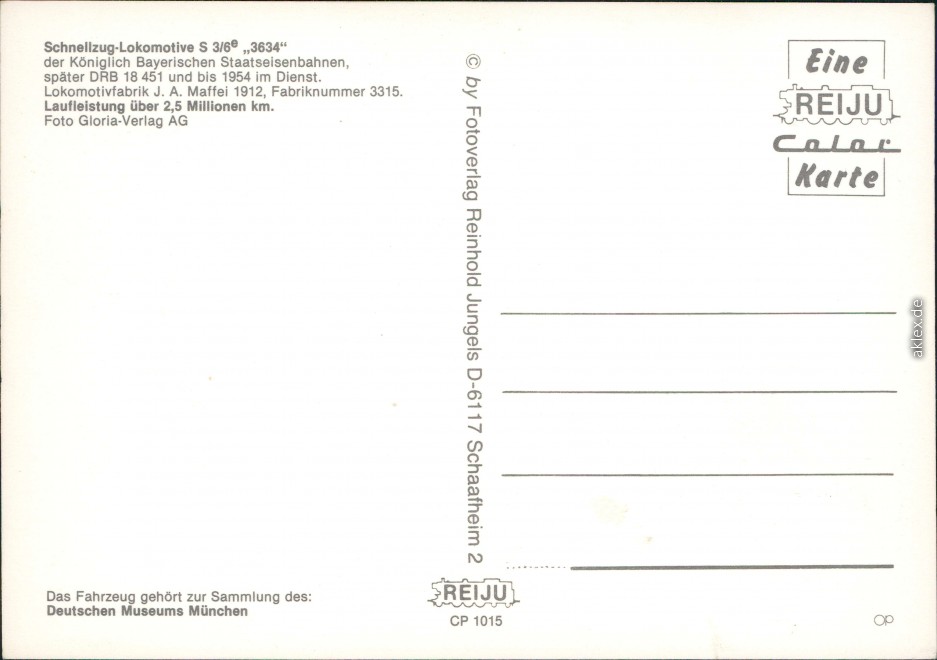 Schnellzug-Lokomotive S 3/6e „3634“
der Königlich Bayerischen Staatseisenbahnen,
später DRB 18 451 und bis 1954 im Dienst.
Lokomotivfabrik J. A. Maffei 1912, Fabriknummer 3315.
Laufleistung über 2,5 Millionen km.
Foto Gloria-Verlag AG
Das Fahrzeug gehört zur Sammlung des:
Deutschen Museums München
© by Fotoverlag Reinhold Jungels D-6117 Schaafheim 2
REIJU
CP 1015
Eine
REIJU
Color
Karte
akiex.de
op